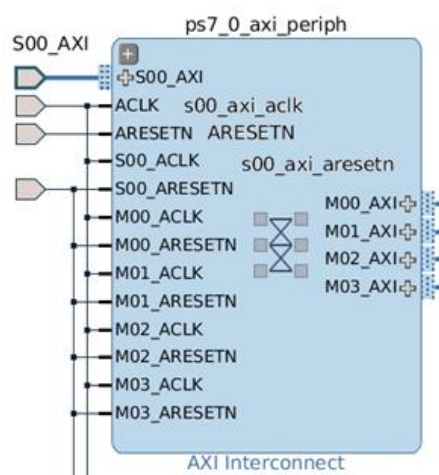 ps7_0_axi_periph
S00_AXI
S00_AXI
ACLK s00_axi_aclk
ARESETN ARESETN
S00_ACLK
s00_axi_aresetn
S00_ARESETN
M00_AXI
M00_ACLK
M01_AXI
M00_ARESETN
M02_AXI
M01_ACLK
M03_AXI
M01_ARESETN
M02_ACLK
M02_ARESETN
M03_ACLK
M03_ARESETN
AXI Interconnect